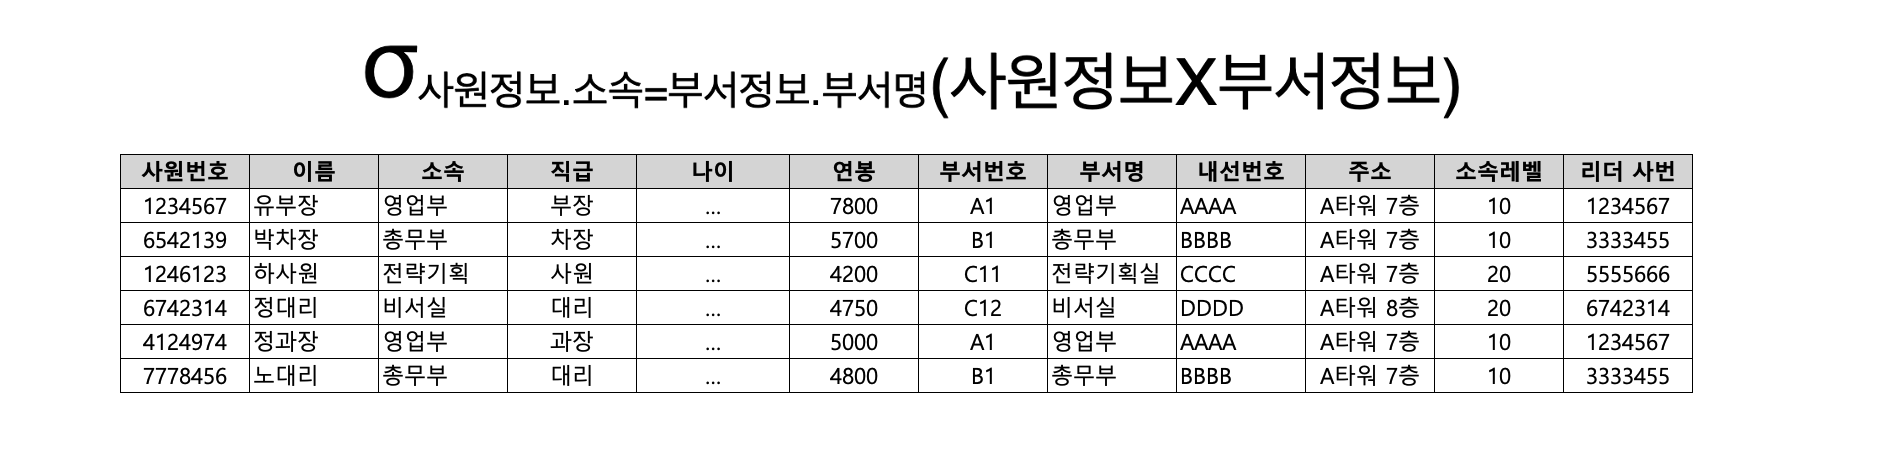 σ사원정보.소속=부서정보.부서명(사원정보X부서정보)
사원번호 이름 소속 직급 나이 연봉 부서번호 부서명 내선번호 주소 소속레벨 리더 사번
1234567 유부장 영업부 부장 ... 7800 A1 영업부 AAAA A타워 7층 10 1234567
6542139 박차장 총무부 차장 ... 5700 B1 총무부 BBBB A타워 7층 10 3333455
1246123 하사원 전략기획 사원 ... 4200 C11 전략기획실 CCCC A타워 7층 20 5555666
6742314 정대리 비서실 대리 ... 4750 C12 비서실 DDDD A타워 8층 20 6742314
4124974 정과장 영업부 과장 ... 5000 A1 영업부 AAAA A타워 7층 10 1234567
7778456 노대리 총무부 대리 ... 4800 B1 총무부 BBBB A타워 7층 10 3333455